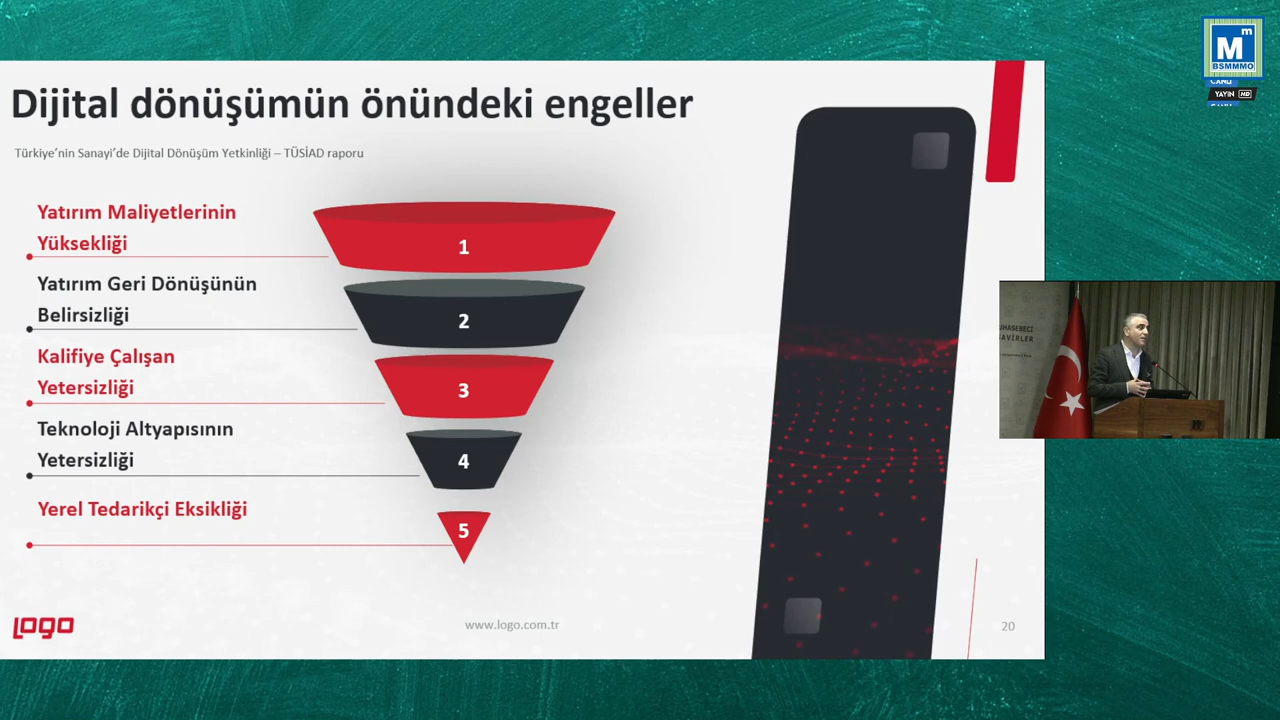 Dijital dönüşümün önündeki engeller
Türkiye'nin Sanayi'de Dijital Dönüşüm Yetkinliği – TÜSİAD raporu
Yatırım Maliyetlerinin
Yüksekliği
1
Yatırım Geri Dönüşünün
Belirsizliği
2
Kalifiye Çalışan
Yetersizliği
3
Teknoloji Altyapısının
Yetersizliği
4
Yerel Tedarikçi Eksikliği
5
LOGO
www.logo.com.tr
20
Mm
BSMMMO
CANLI
YAYIN HD